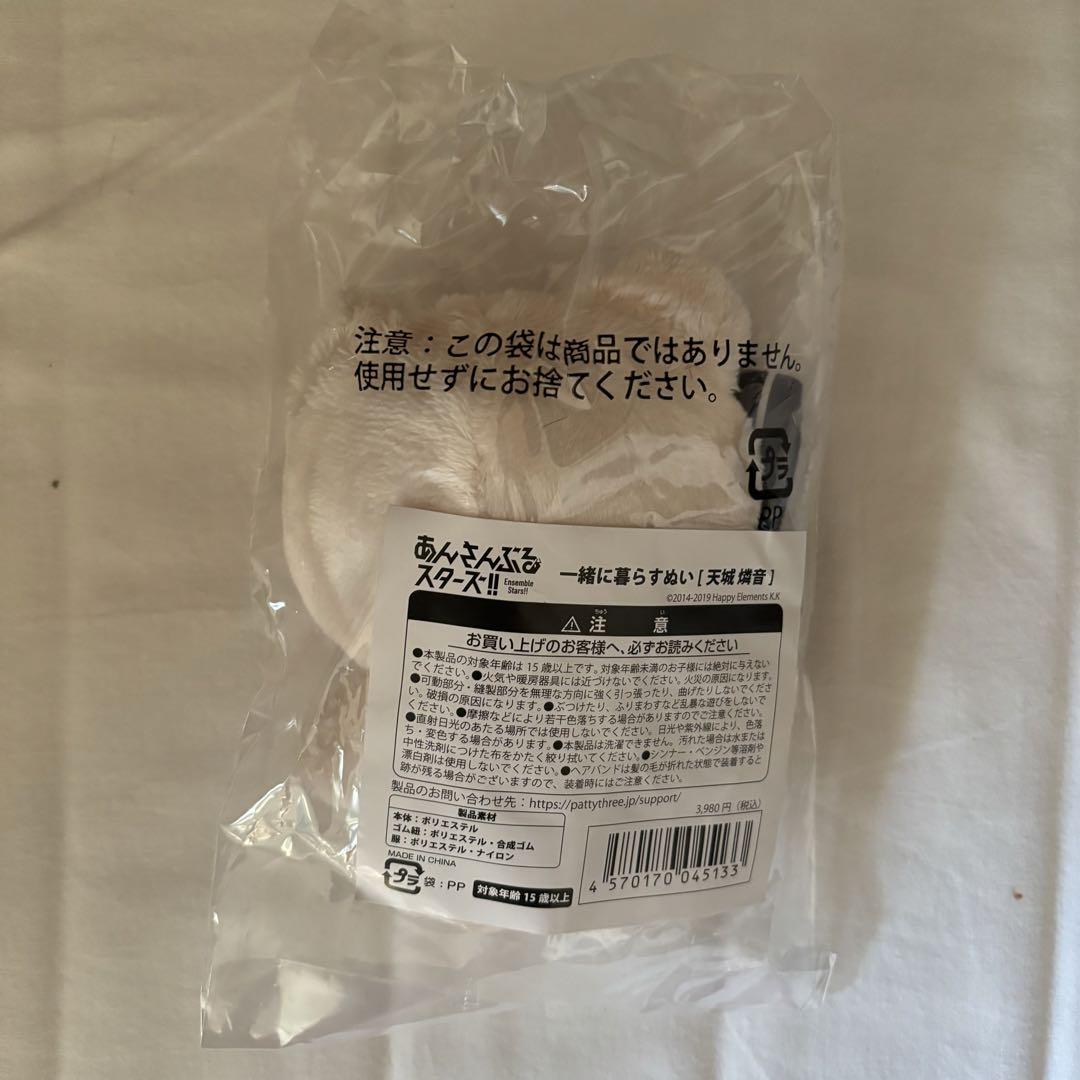 注意：この袋は商品ではありません。
使用せずにお捨てください。
プラ
PP
あんさんぶる
スターズ!!
Ensemble
Stars!!
一緒に暮らすぬい [ 天城 燐音 ]
©2014-2019 Happy Elements K.K
ちゅう い
⚠ 注 意
お買い上げのお客様へ、必ずお読みください
●本製品の対象年齢は 15 歳以上です。対象年齢未満のお子様には絶対に与えない
でください。●火気や暖房器具には近づけないでください。火災の原因になります。
●可動部分・縫製部分を無理な方向に強く引っ張ったり、曲げたりしないでくださ
い。破損の原因になります。●ぶつけたり、ふりまわすなど乱暴な遊びをしないで
ください。●摩擦などにより若干色落ちする場合がありますのでご注意ください。
●直射日光のあたる場所では使用しないでください。日光や紫外線により、色落
ち・変色する場合があります。●本製品は洗濯できません。汚れた場合は水または
中性洗剤につけた布をかたく絞り拭いてください。●シンナー・ベンジン等溶剤や
漂白剤は使用しないでください。●ヘアバンドは髪の毛が折れた状態で装着すると
跡が残る場合がございますので、装着時にはご注意ください。
製品のお問い合わせ先：https://pattythree.jp/support/
3,980円（税込）
製品素材
本体：ポリエステル
ゴム紐：ポリエステル・合成ゴム
服：ポリエステル・ナイロン
MADE IN CHINA
プラ 袋：PP
対象年齢 15 歳以上
4 570170 045133